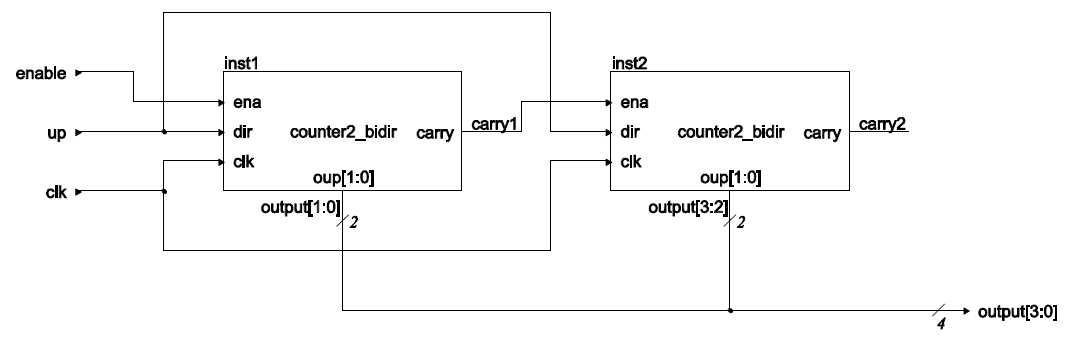 inst1
inst2
enable
ena
ena
up
dir
counter2_bidir
carry
carry1
dir
counter2_bidir
carry
carry2
clk
clk
clk
oup[1:0]
oup[1:0]
output[1:0]
2
output[3:2]
2
output[3:0]
4